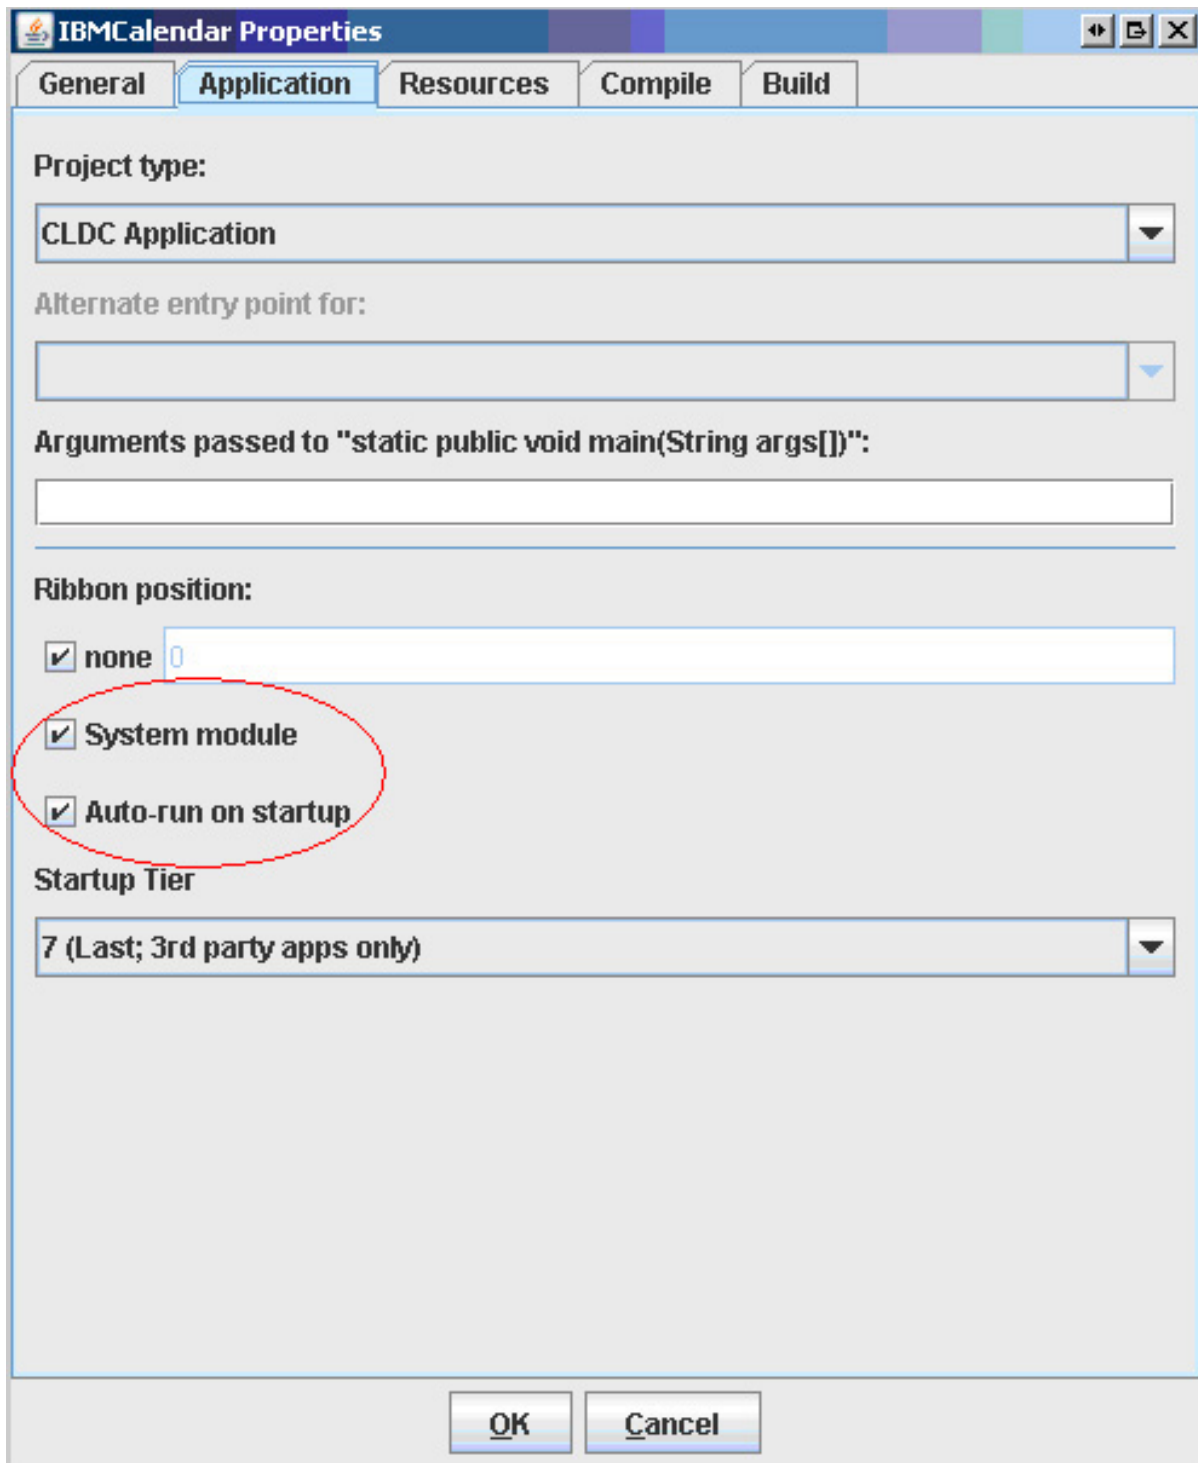 IBMCalendar Properties
General Application Resources Compile Build
Project type:
CLDC Application
Alternate entry point for:
Arguments passed to "static public void main(String args[])":
Ribbon position:
none 0
System module
Auto-run on startup
Startup Tier
7 (Last; 3rd party apps only)
OK Cancel